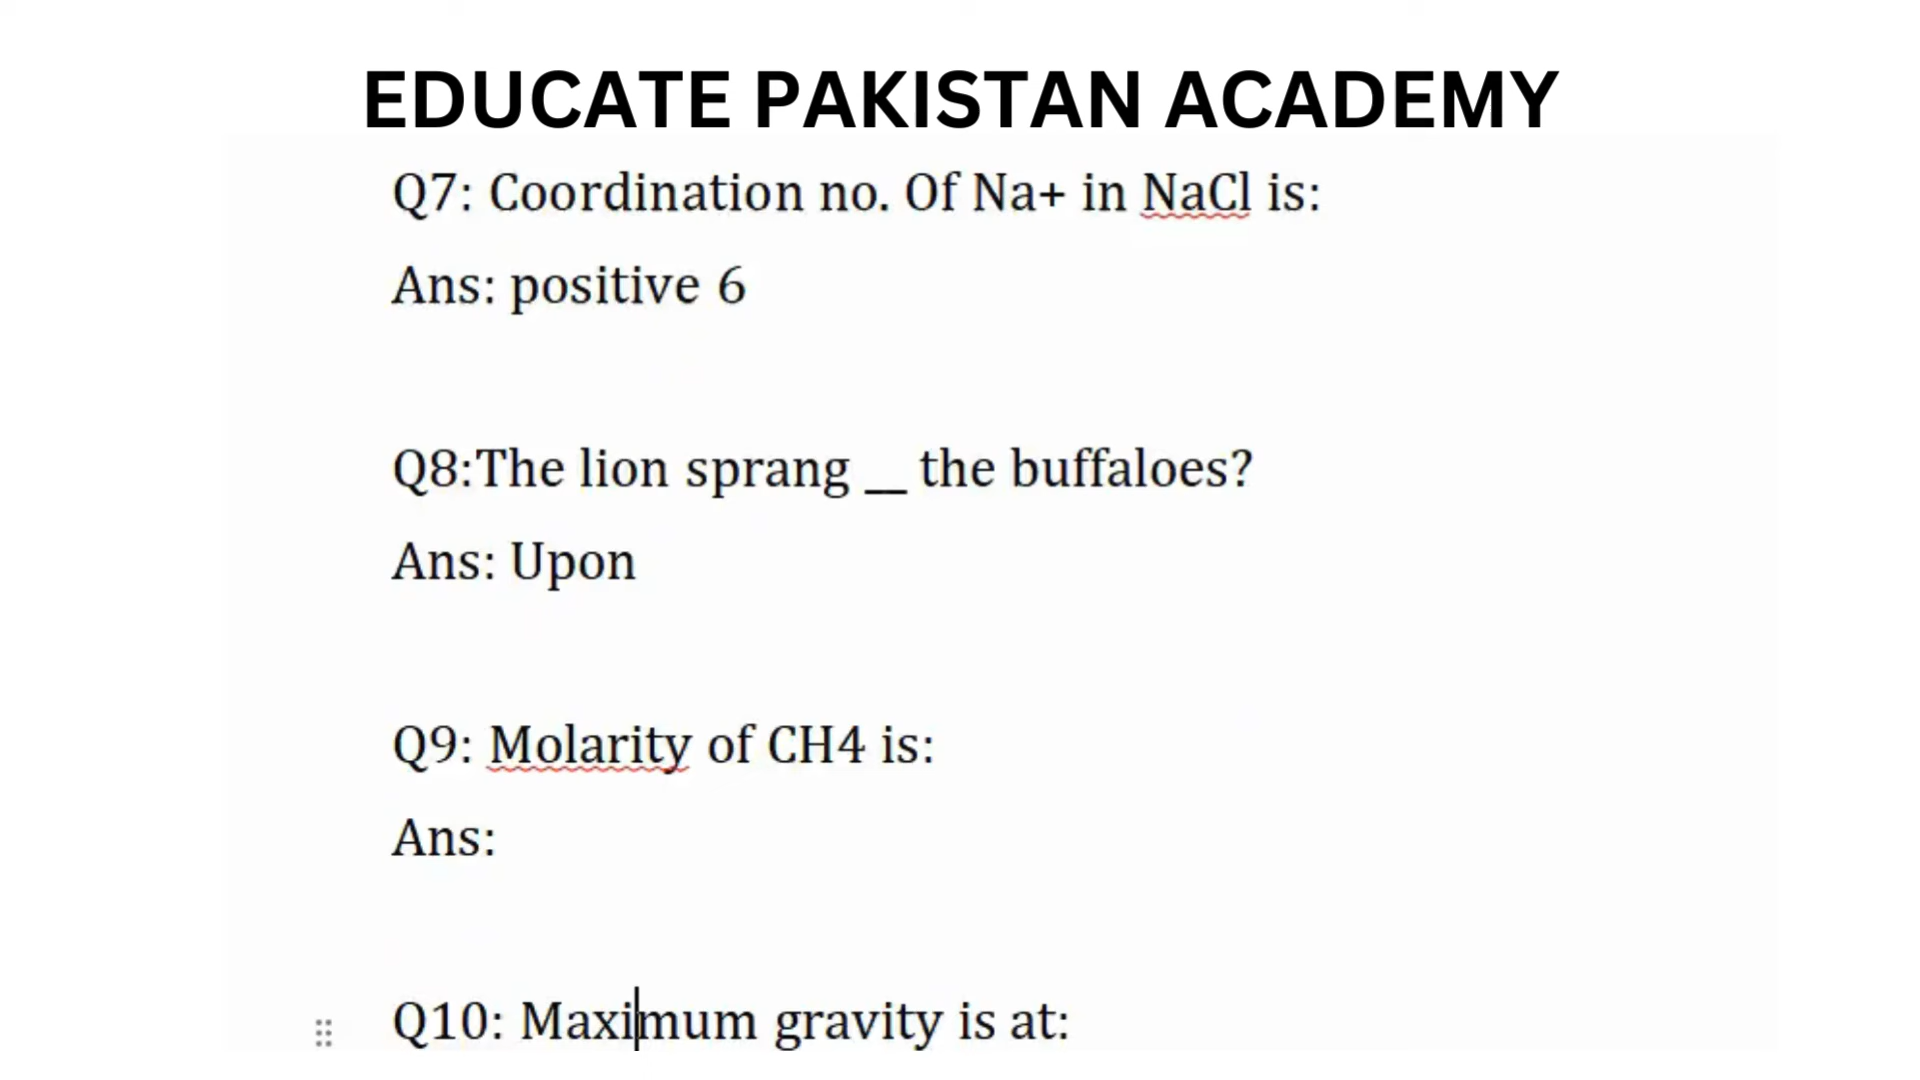 EDUCATE PAKISTAN ACADEMY
Q7: Coordination no. Of Na+ in NaCl is:
Ans: positive 6
Q8:The lion sprang __ the buffaloes?
Ans: Upon
Q9: Molarity of CH4 is:
Ans:
Q10: Maximum gravity is at: